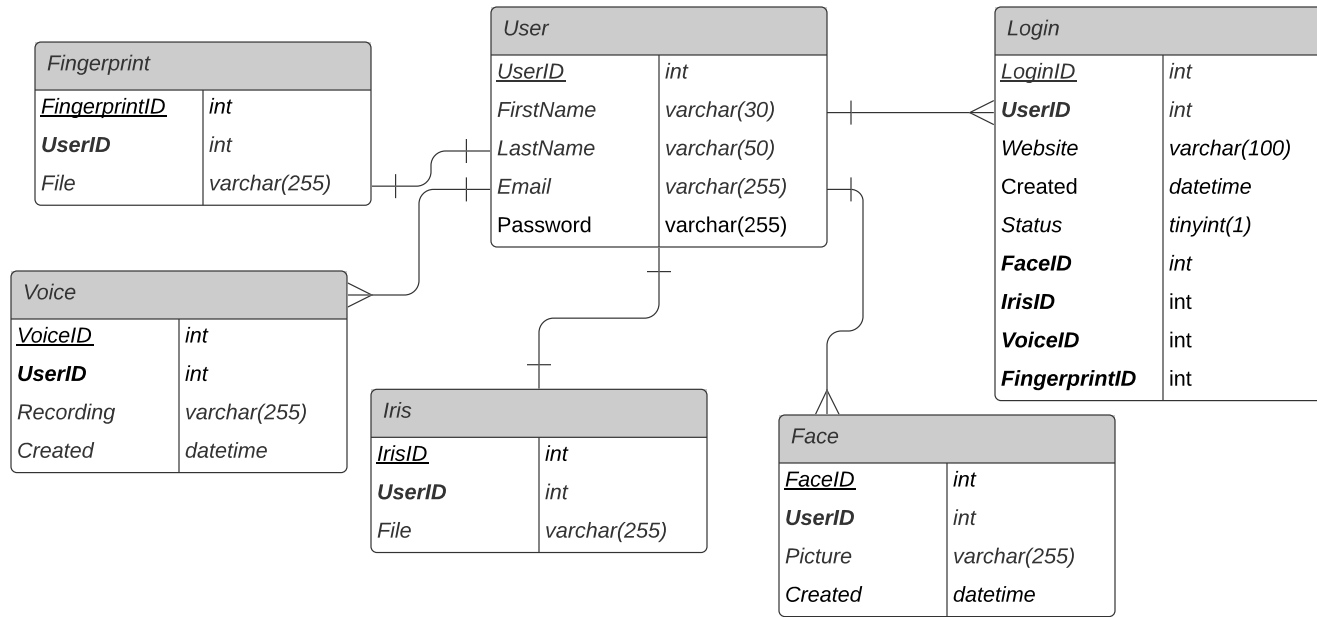 Fingerprint
FingerprintID int
UserID int
File varchar(255)
User
UserID int
FirstName varchar(30)
LastName varchar(50)
Email varchar(255)
Password varchar(255)
Login
LoginID int
UserID int
Website varchar(100)
Created datetime
Status tinyint(1)
FaceID int
IrisID int
VoiceID int
FingerprintID int
Voice
VoiceID int
UserID int
Recording varchar(255)
Created datetime
Iris
IrisID int
UserID int
File varchar(255)
Face
FaceID int
UserID int
Picture varchar(255)
Created datetime